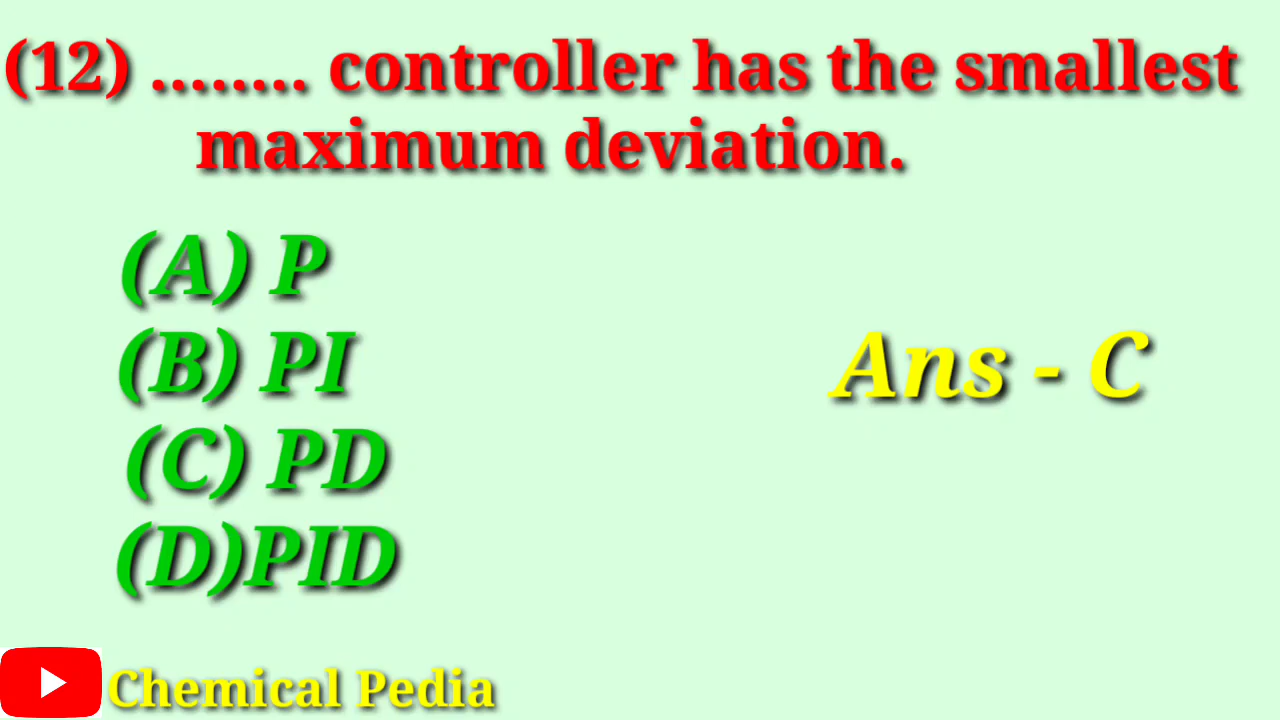 (12) ........ controller has the smallest
maximum deviation.
(A) P
(B) PI
Ans - C
(C) PD
(D)PID
Chemical Pedia